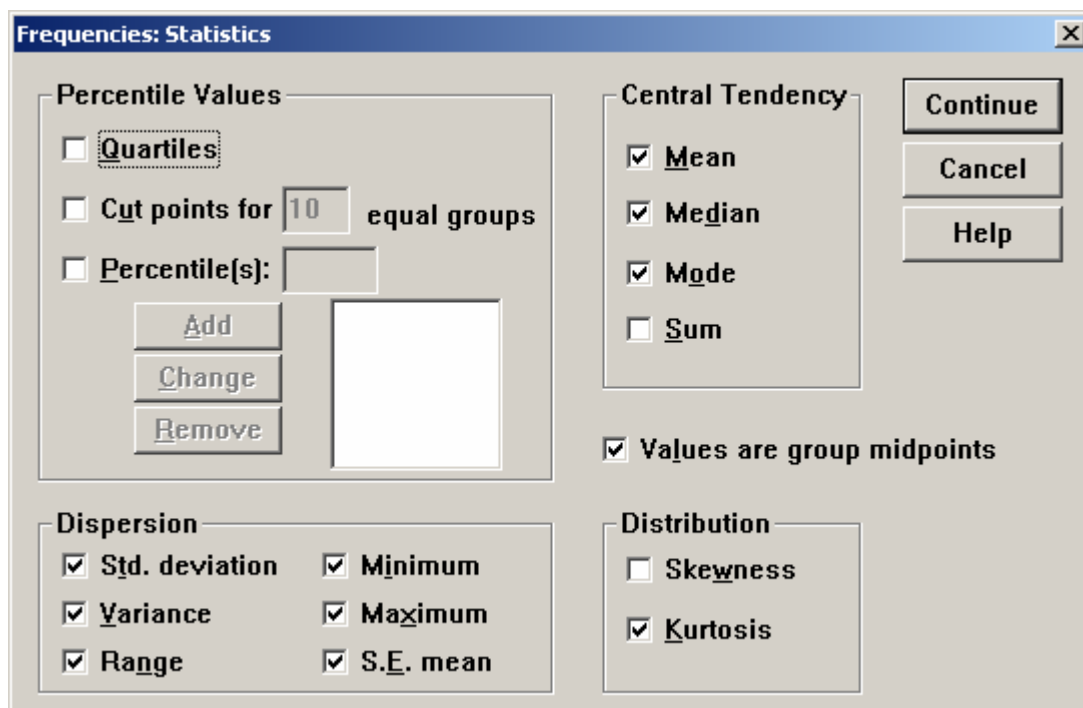 Frequencies: Statistics
Percentile Values
Quartiles
Cut points for 10 equal groups
Percentile(s):
Add
Change
Remove
Central Tendency
Mean
Median
Mode
Sum
Continue
Cancel
Help
Values are group midpoints
Dispersion
Std. deviation
Minimum
Variance
Maximum
Range
S.E. mean
Distribution
Skewness
Kurtosis